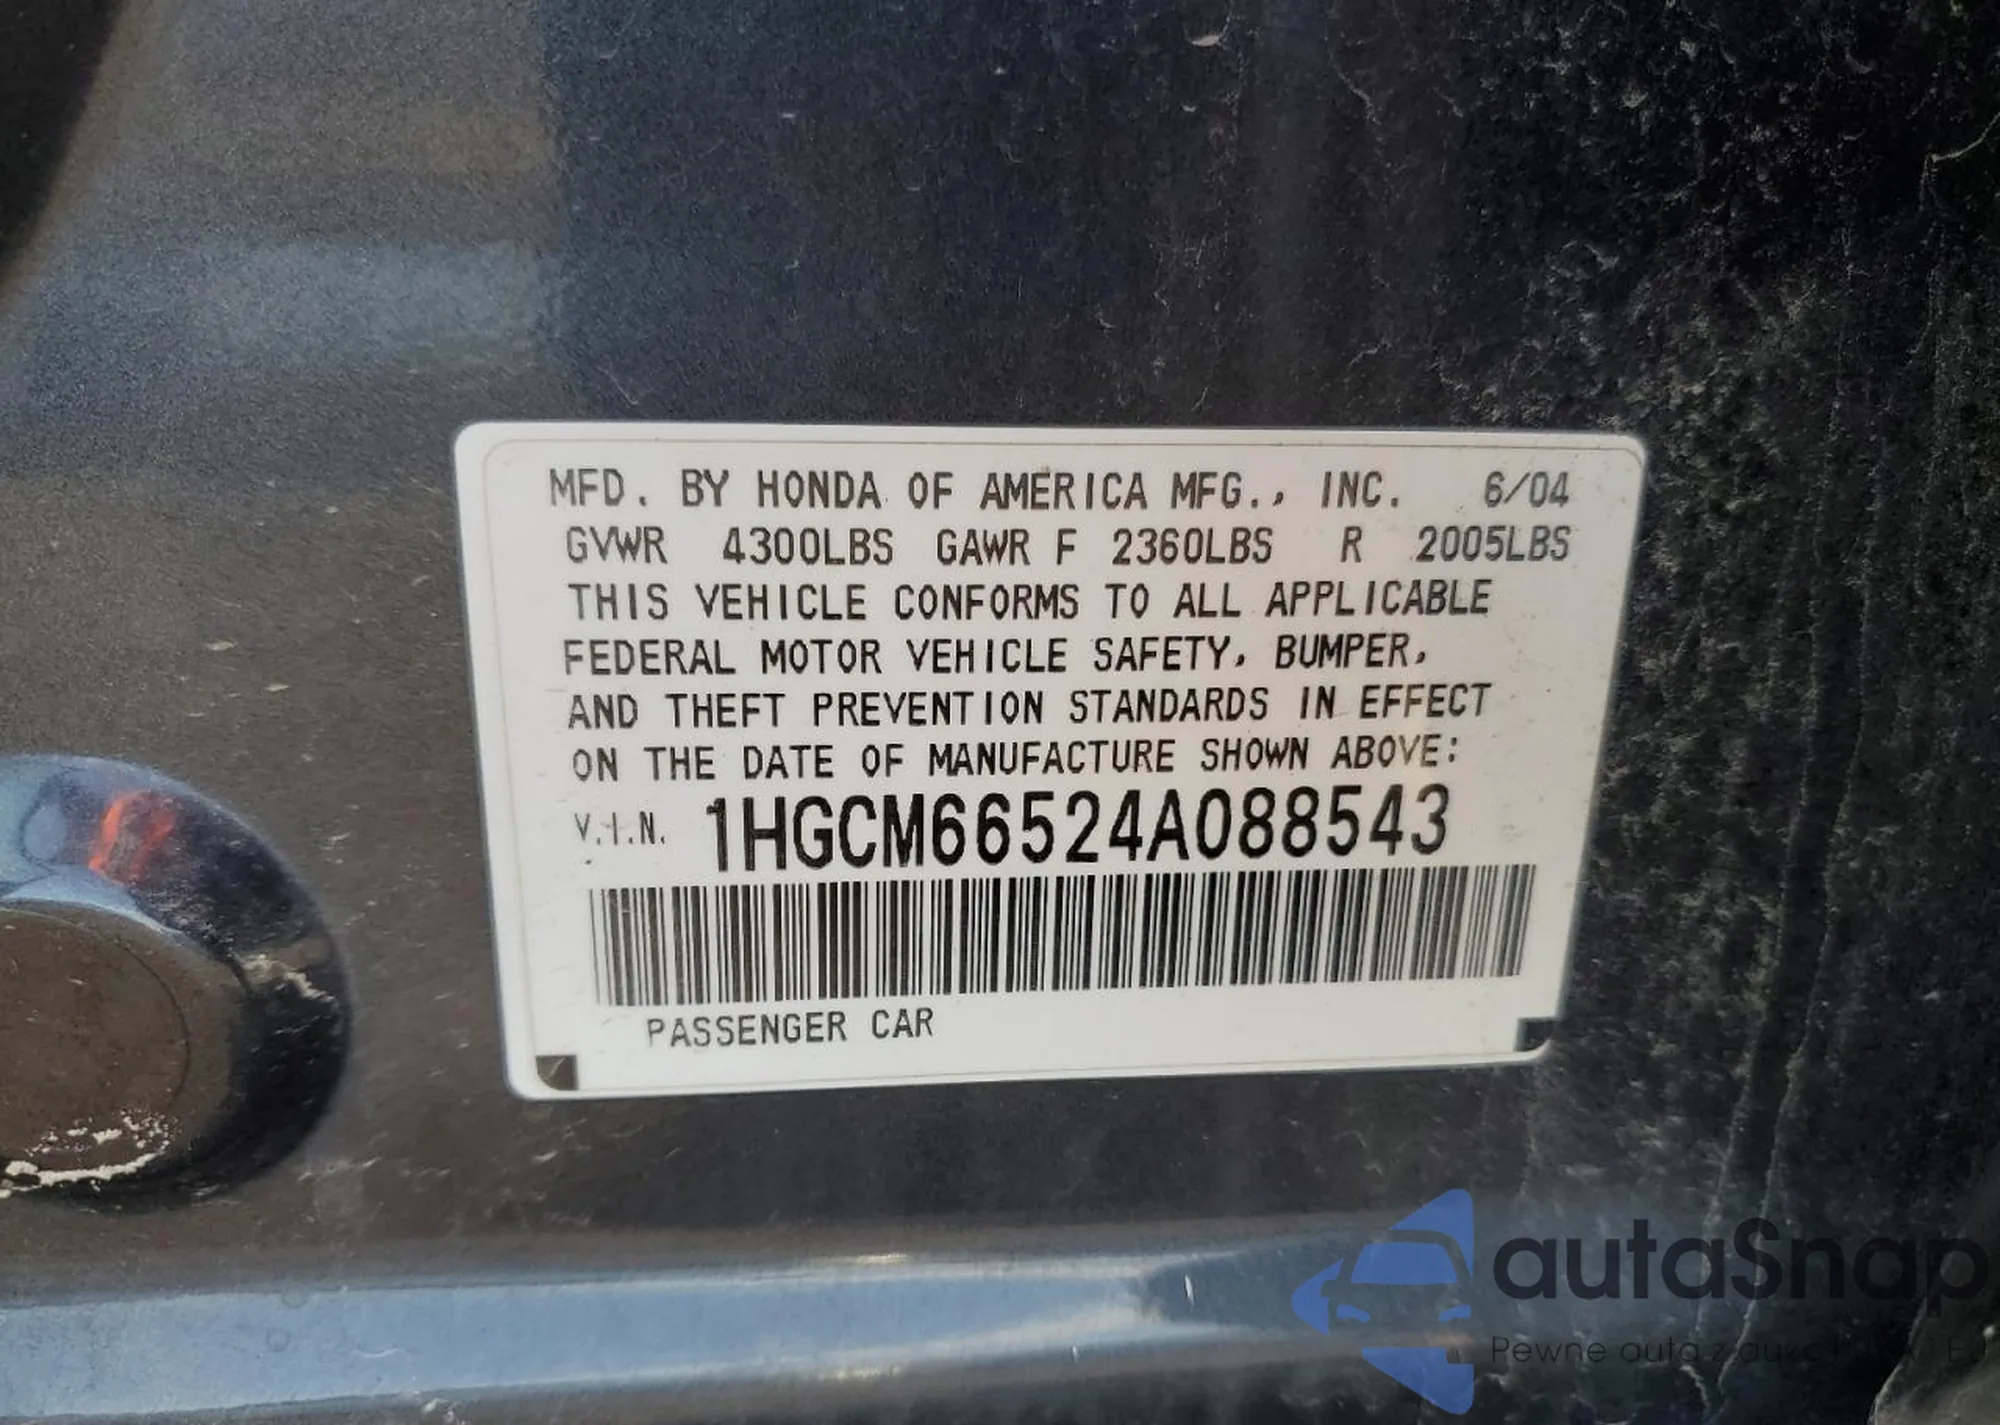 MFD. BY HONDA OF AMERICA MFG., INC. 6/04
GVWR 4300LBS GAWR F 2360LBS R 2005LBS
THIS VEHICLE CONFORMS TO ALL APPLICABLE
FEDERAL MOTOR VEHICLE SAFETY, BUMPER,
AND THEFT PREVENTION STANDARDS IN EFFECT
ON THE DATE OF MANUFACTURE SHOWN ABOVE:
V.I.N. 1HGCM66524A088543
PASSENGER CAR
autaSnap
Pewne auta z